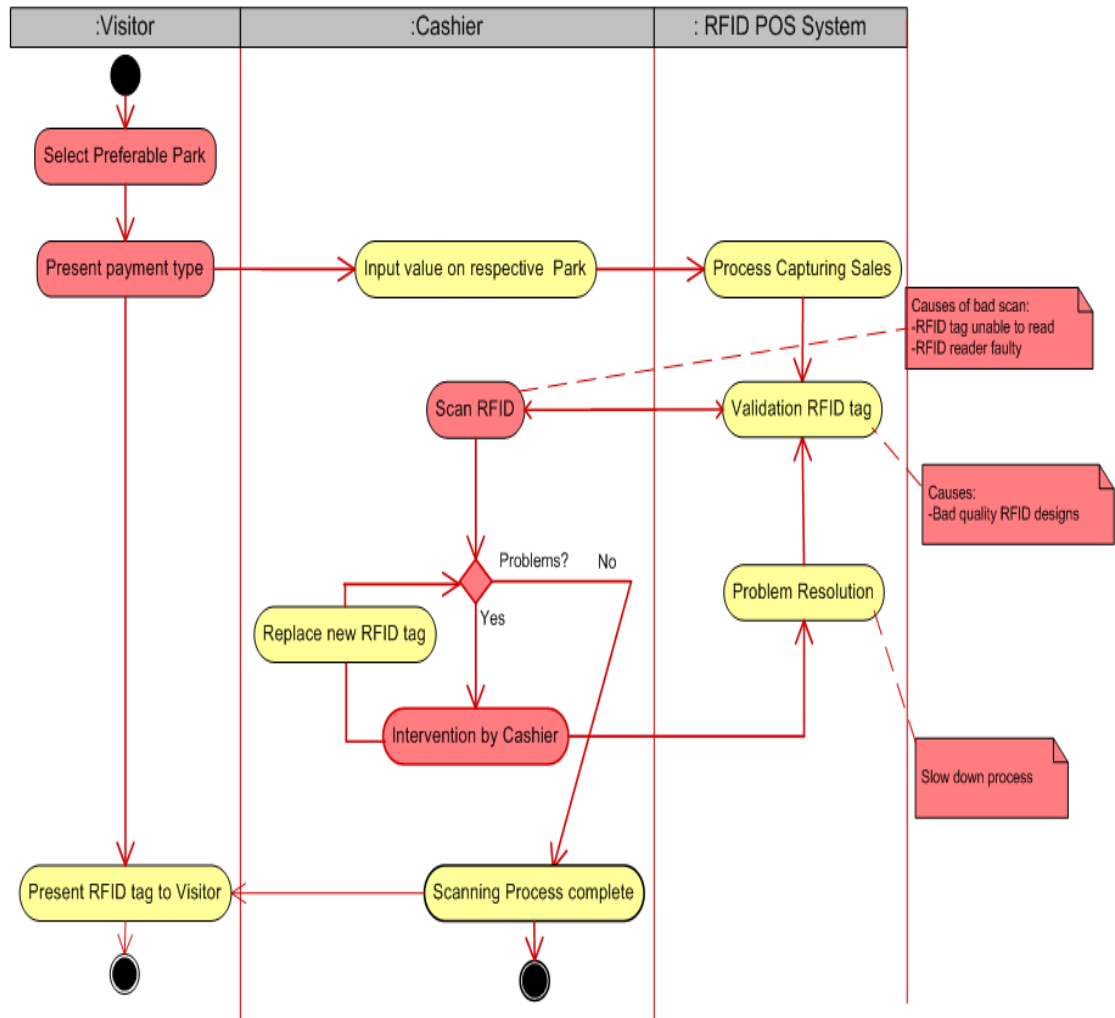 :Visitor
:Cashier
: RFID POS System
Select Preferable Park
Present payment type
Input value on respective  Park
Process Capturing Sales
Causes of bad scan:
-RFID tag unable to read
-RFID reader faulty
Scan RFID
Validation RFID tag
Causes:
-Bad quality RFID designs
Problems?
No
Yes
Replace new RFID tag
Problem Resolution
Intervention by Cashier
Slow down process
Present RFID tag to Visitor
Scanning Process complete